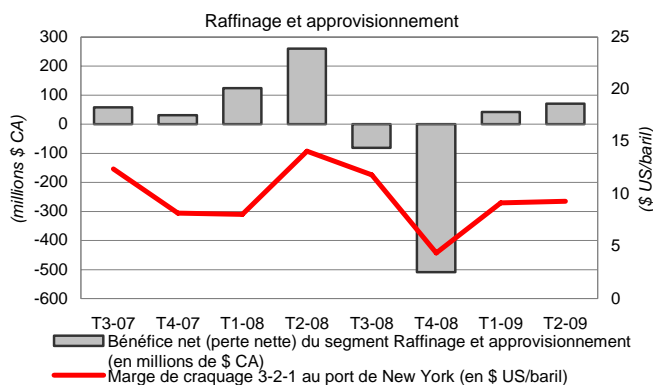 Raffinage et approvisionnement
300
200
100
0
-100
-200
-300
-400
-500
-600
(millions $ CA)
25
20
15
10
5
0
($ US/baril)
T3-07 T4-07 T1-08 T2-08 T3-08 T4-08 T1-09 T2-09
Bénéfice net (perte nette) du segment Raffinage et approvisionnement
(en millions de $ CA)
Marge de craquage 3-2-1 au port de New York (en $ US/baril)